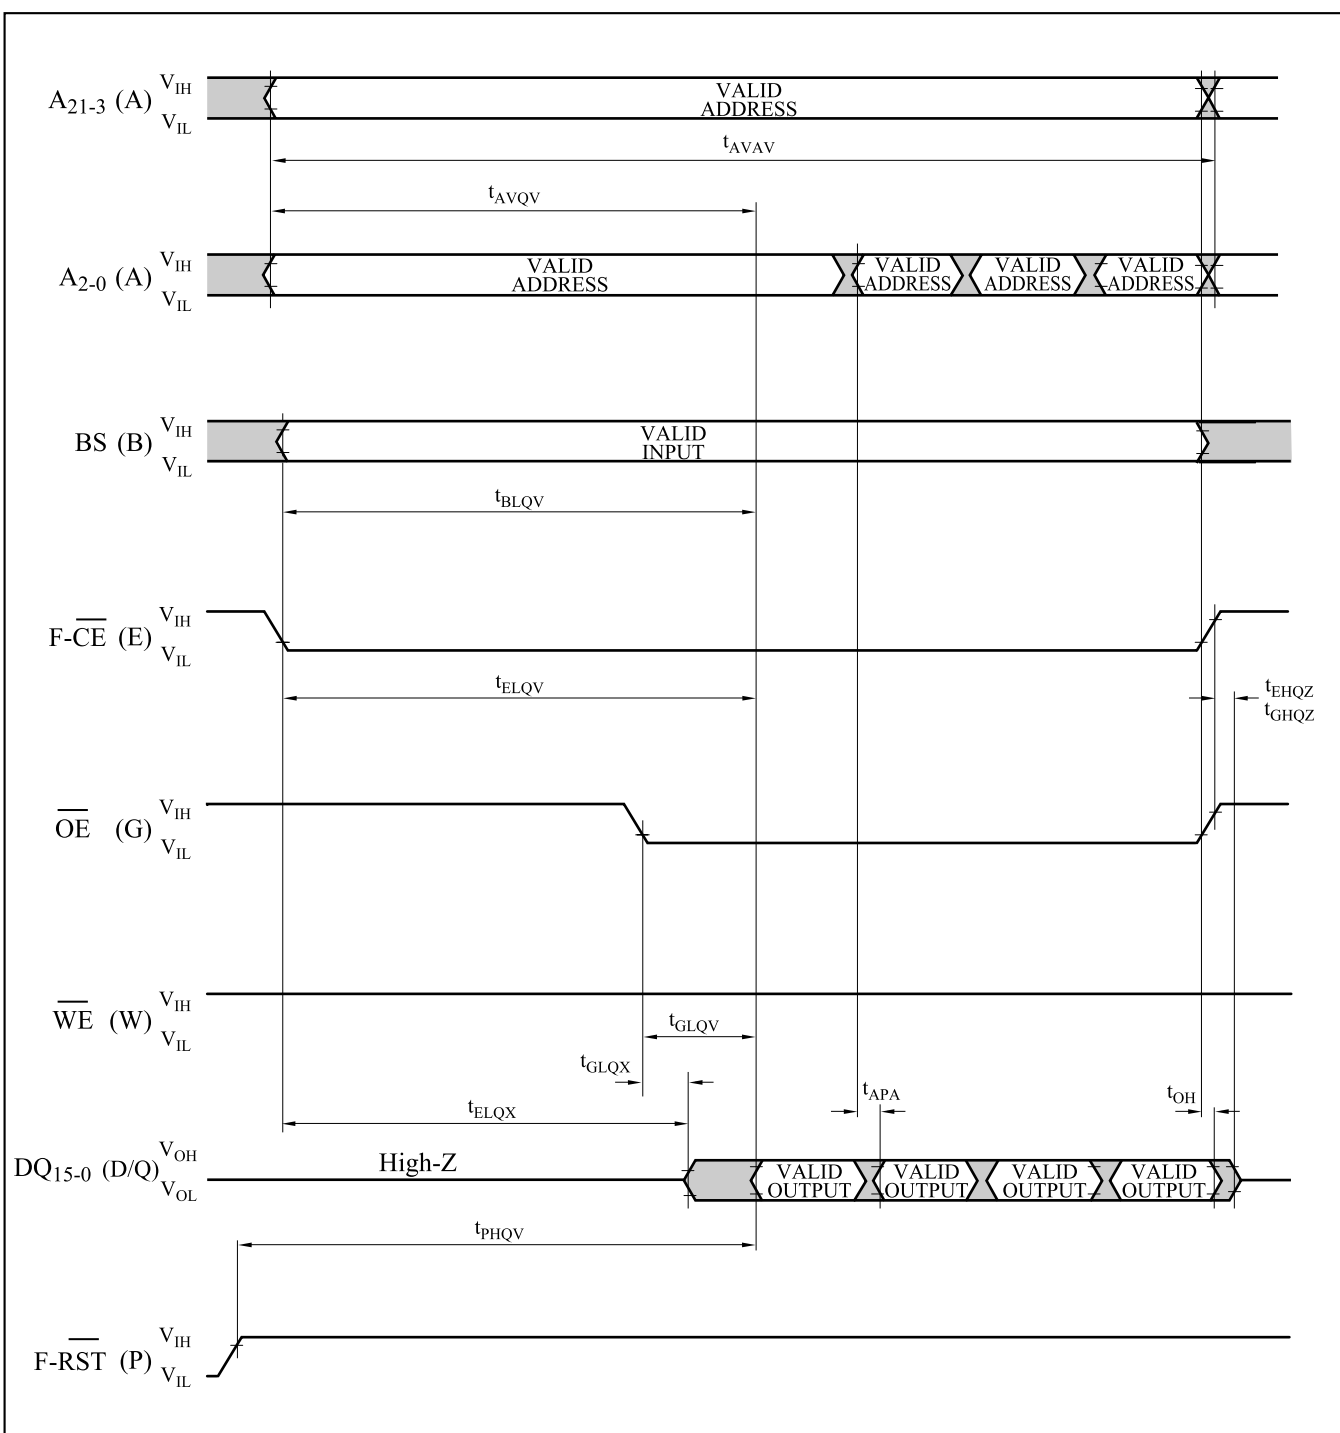 A21-3 (A) VIH VIL VALID ADDRESS
tAVAV
tAVQV
A2-0 (A) VIH VIL VALID ADDRESS VALID ADDRESS VALID ADDRESS VALID ADDRESS
BS (B) VIH VIL VALID INPUT
tBLQV
F-CE (E) VIH VIL
tELQV
tEHQZ
tGHQZ
OE (G) VIH VIL
WE (W) VIH VIL
tGLQV
tGLQX
tAPA
tOH
tELQX
DQ15-0 (D/Q) VOH VOL High-Z VALID OUTPUT VALID OUTPUT VALID OUTPUT VALID OUTPUT
tPHQV
F-RST (P) VIH VIL